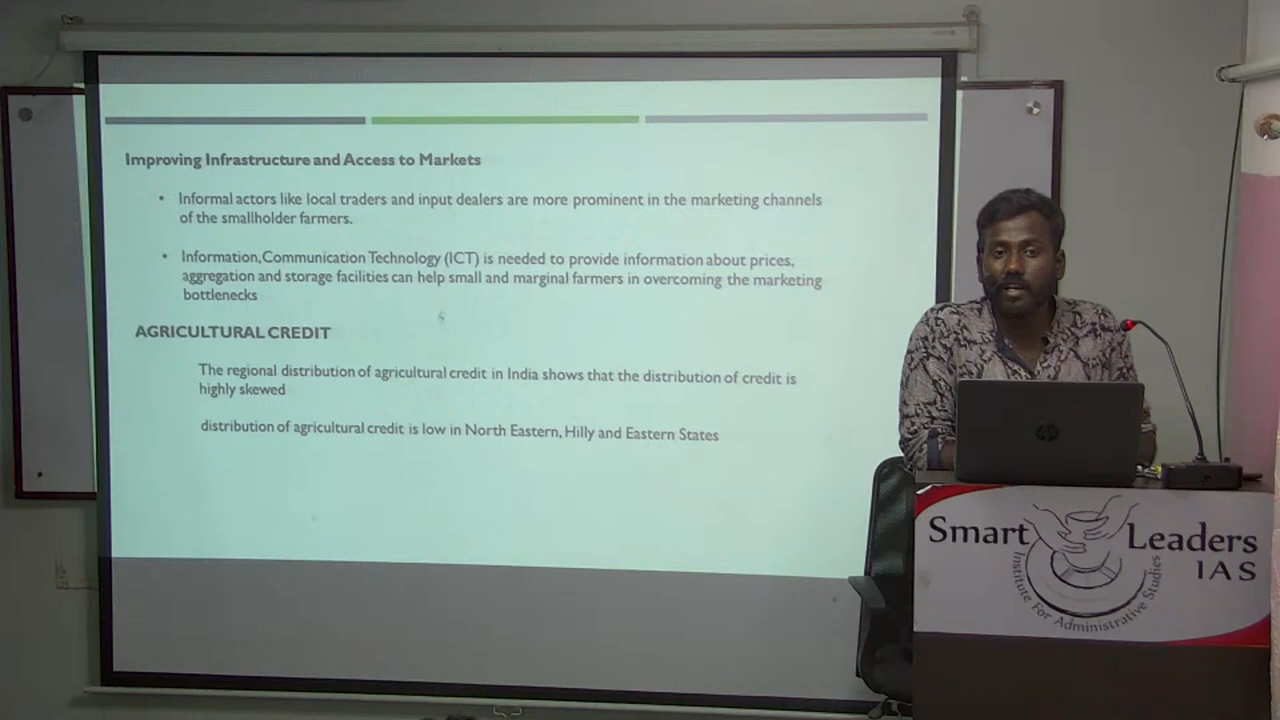 Improving Infrastructure and Access to Markets
• Informal actors like local traders and input dealers are more prominent in the marketing channels
of the smallholder farmers.
• Information, Communication Technology (ICT) is needed to provide information about prices,
aggregation and storage facilities can help small and marginal farmers in overcoming the marketing
bottlenecks
AGRICULTURAL CREDIT
The regional distribution of agricultural credit in India shows that the distribution of credit is
highly skewed
distribution of agricultural credit is low in North Eastern, Hilly and Eastern States
hp
Smart Leaders
IAS
Institute For Administrative Studies